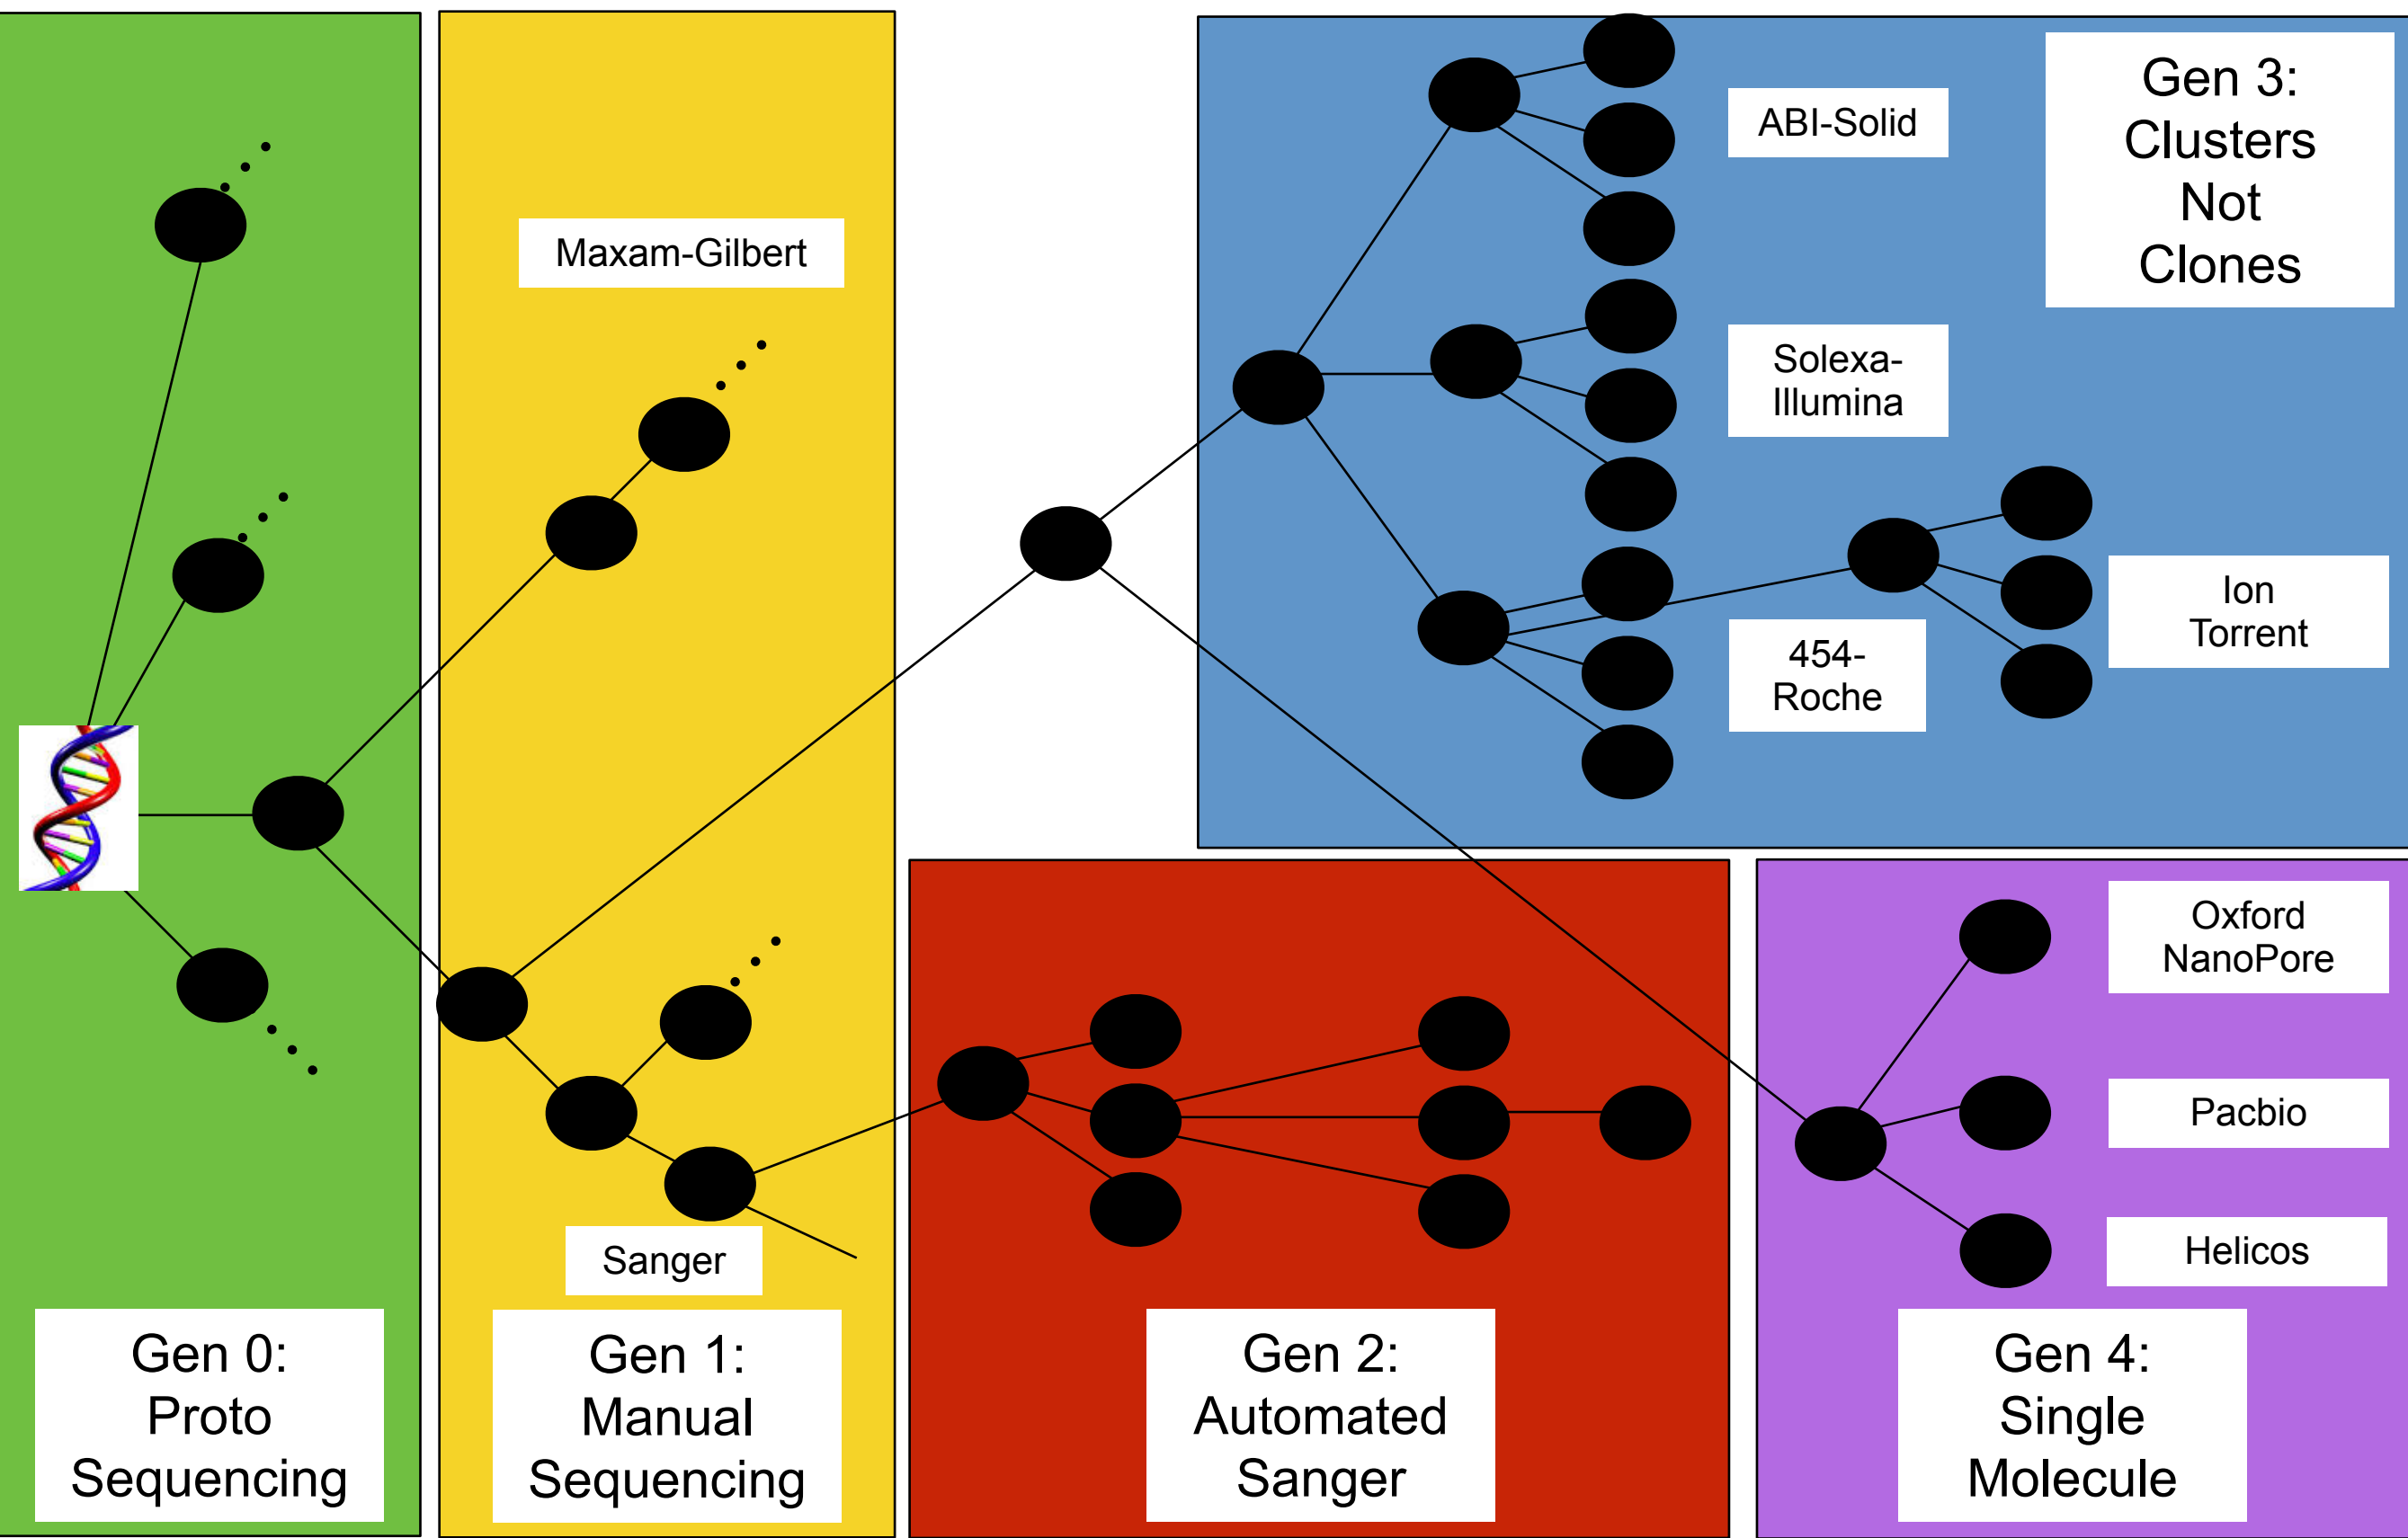 Maxam-Gilbert
Sanger
Gen 0:
Proto
Sequencing
Gen 1:
Manual
Sequencing
Gen 2:
Automated
Sanger
ABI-Solid
Gen 3:
Clusters
Not
Clones
Solexa-
Illumina
454-
Roche
Ion
Torrent
Oxford
NanoPore
Pacbio
Helicos
Gen 4:
Single
Molecule